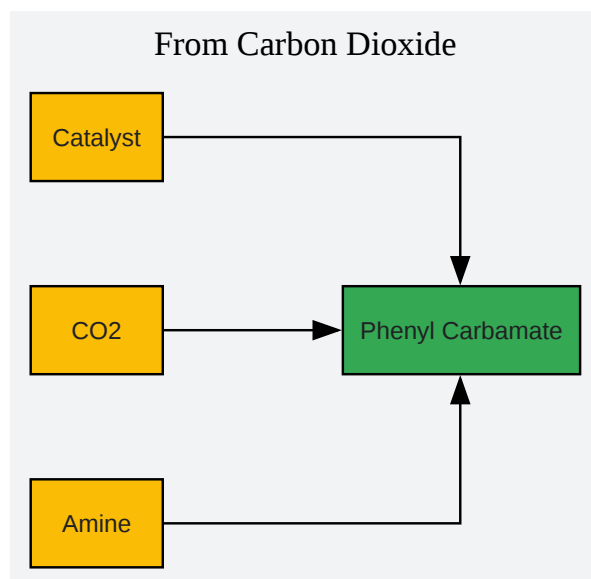 From Carbon Dioxide
Catalyst
CO2
Phenyl Carbamate
Amine